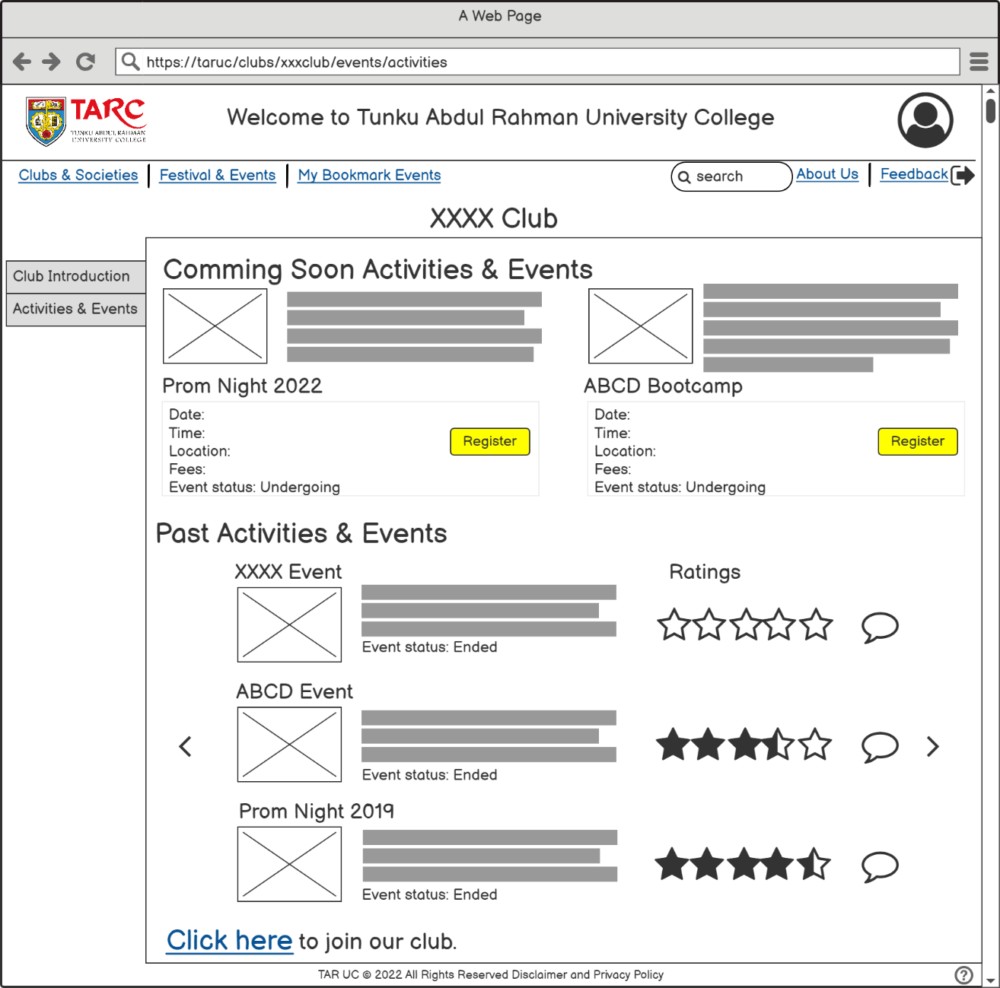 A Web Page
https://taruc/clubs/xxxclub/events/activities
TARC
TUNKU ABDUL RAHMAN
UNIVERSITY COLLEGE
Welcome to Tunku Abdul Rahman University College
Clubs & Societies
Festival & Events
My Bookmark Events
search
About Us
Feedback
XXXX Club
Club Introduction
Activities & Events
Comming Soon Activities & Events
Prom Night 2022
Date:
Time:
Location:
Fees:
Event status: Undergoing
Register
ABCD Bootcamp
Date:
Time:
Location:
Fees:
Event status: Undergoing
Register
Past Activities & Events
XXXX Event
Ratings
Event status: Ended
ABCD Event
Event status: Ended
Prom Night 2019
Event status: Ended
Click here to join our club.
TAR UC © 2022 All Rights Reserved Disclaimer and Privacy Policy
?